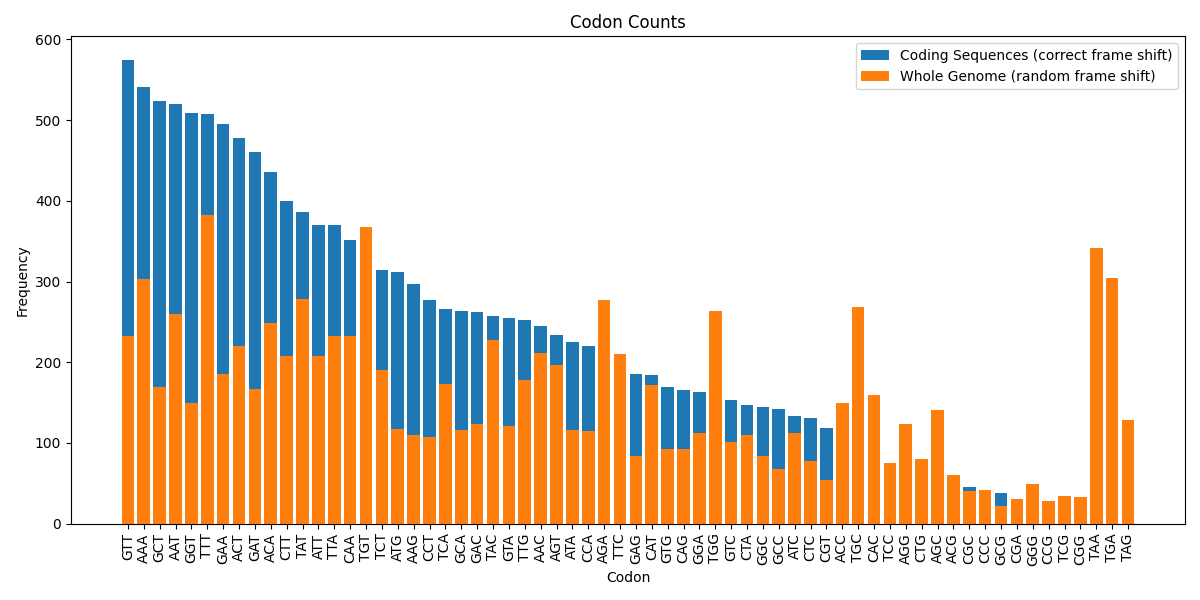 Codon Counts
Coding Sequences (correct frame shift)
Whole Genome (random frame shift)
Frequency
600
500
400
300
200
100
0
GTT AAA GCT AAT GGT TTT GAA ACT GAT ACA CTT TAT ATT TTA CAA TGT TCT ATG AAG CCT TCA GCA GAC TAC GTA TTG AAC AGT ATA CCA AGA TTC GAG CAT GTG CAG GGA TGG GTC CTA GGC GCC ATC CTC CGT ACC TGC CAC TCC AGG CTG AGC ACG CGC CCC GCG CGA GGG CCG TCG CGG TAA TGA TAG
Codon